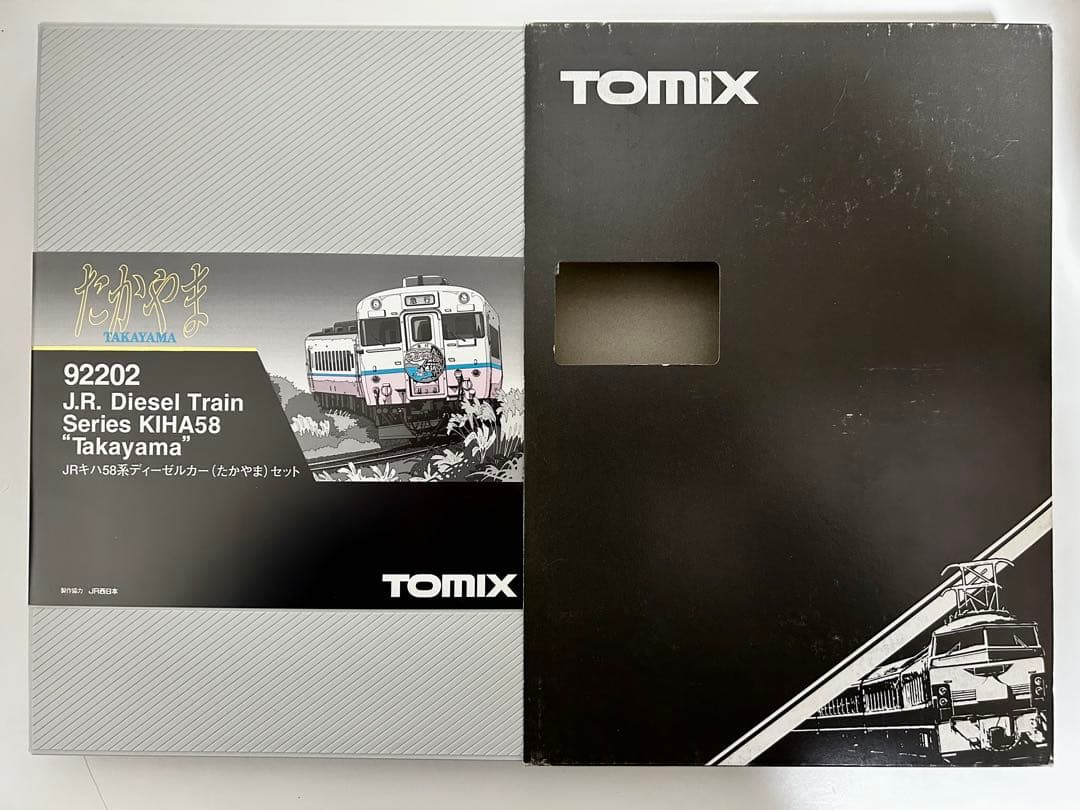 たかやま
TAKAYAMA
92202
J.R. Diesel Train
Series KIHA58
“Takayama”
JRキハ58系ディーゼルカー(たかやま)セット
製作協力 JR西日本
TOMIX
TOMIX